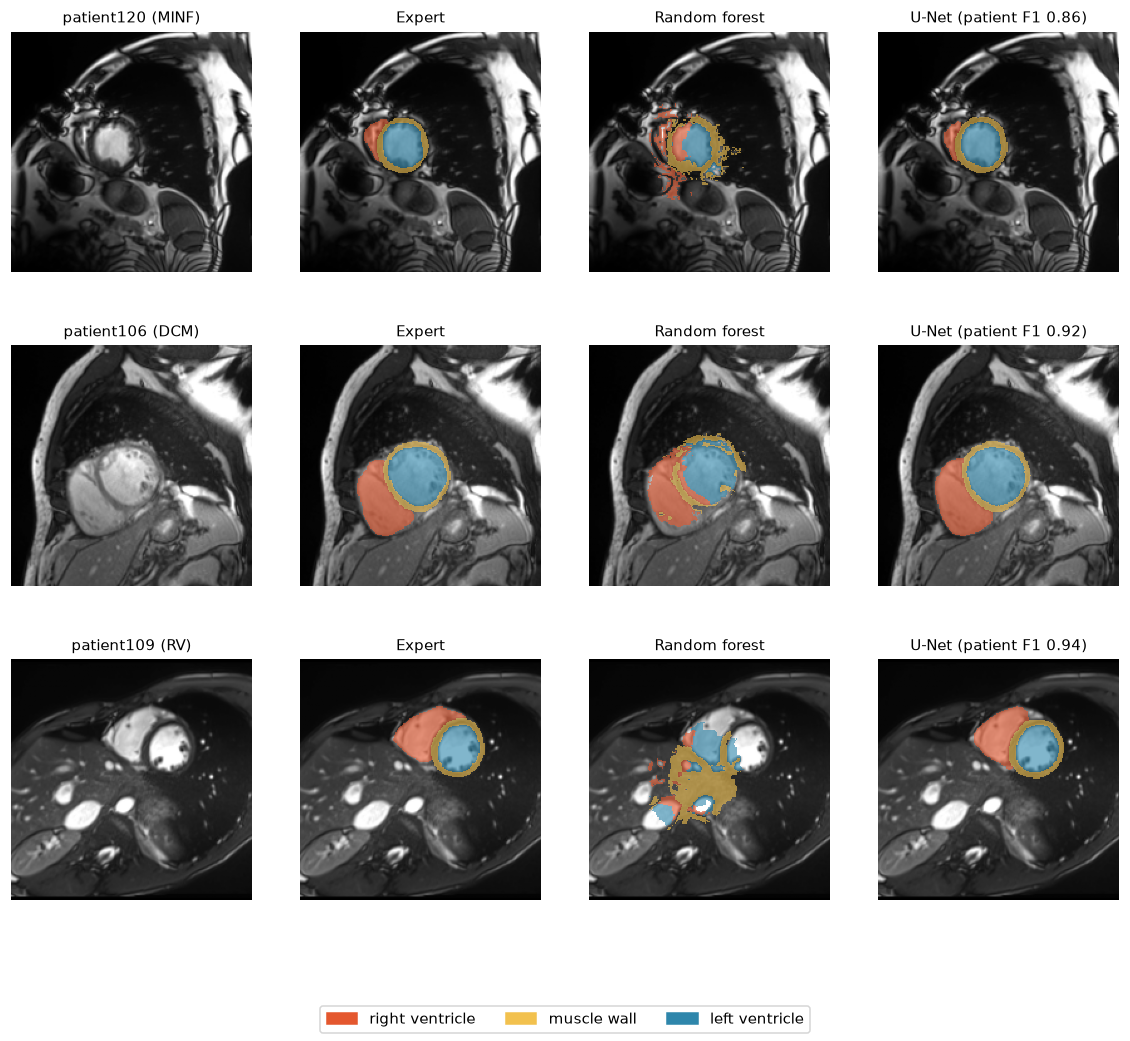 patient120 (MINF) Expert Random forest U-Net (patient F1 0.86)
patient106 (DCM) Expert Random forest U-Net (patient F1 0.92)
patient109 (RV) Expert Random forest U-Net (patient F1 0.94)
right ventricle muscle wall left ventricle